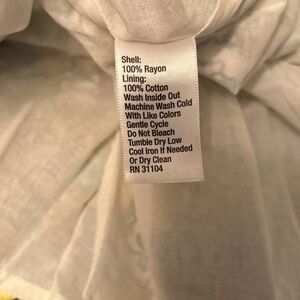 Shell:
100% Rayon
Lining:
100% Cotton
Wash Inside Out
Machine Wash Cold
With Like Colors
Gentle Cycle
Do Not Bleach
Tumble Dry Low
Cool Iron If Needed
Or Dry Clean
RN 31104